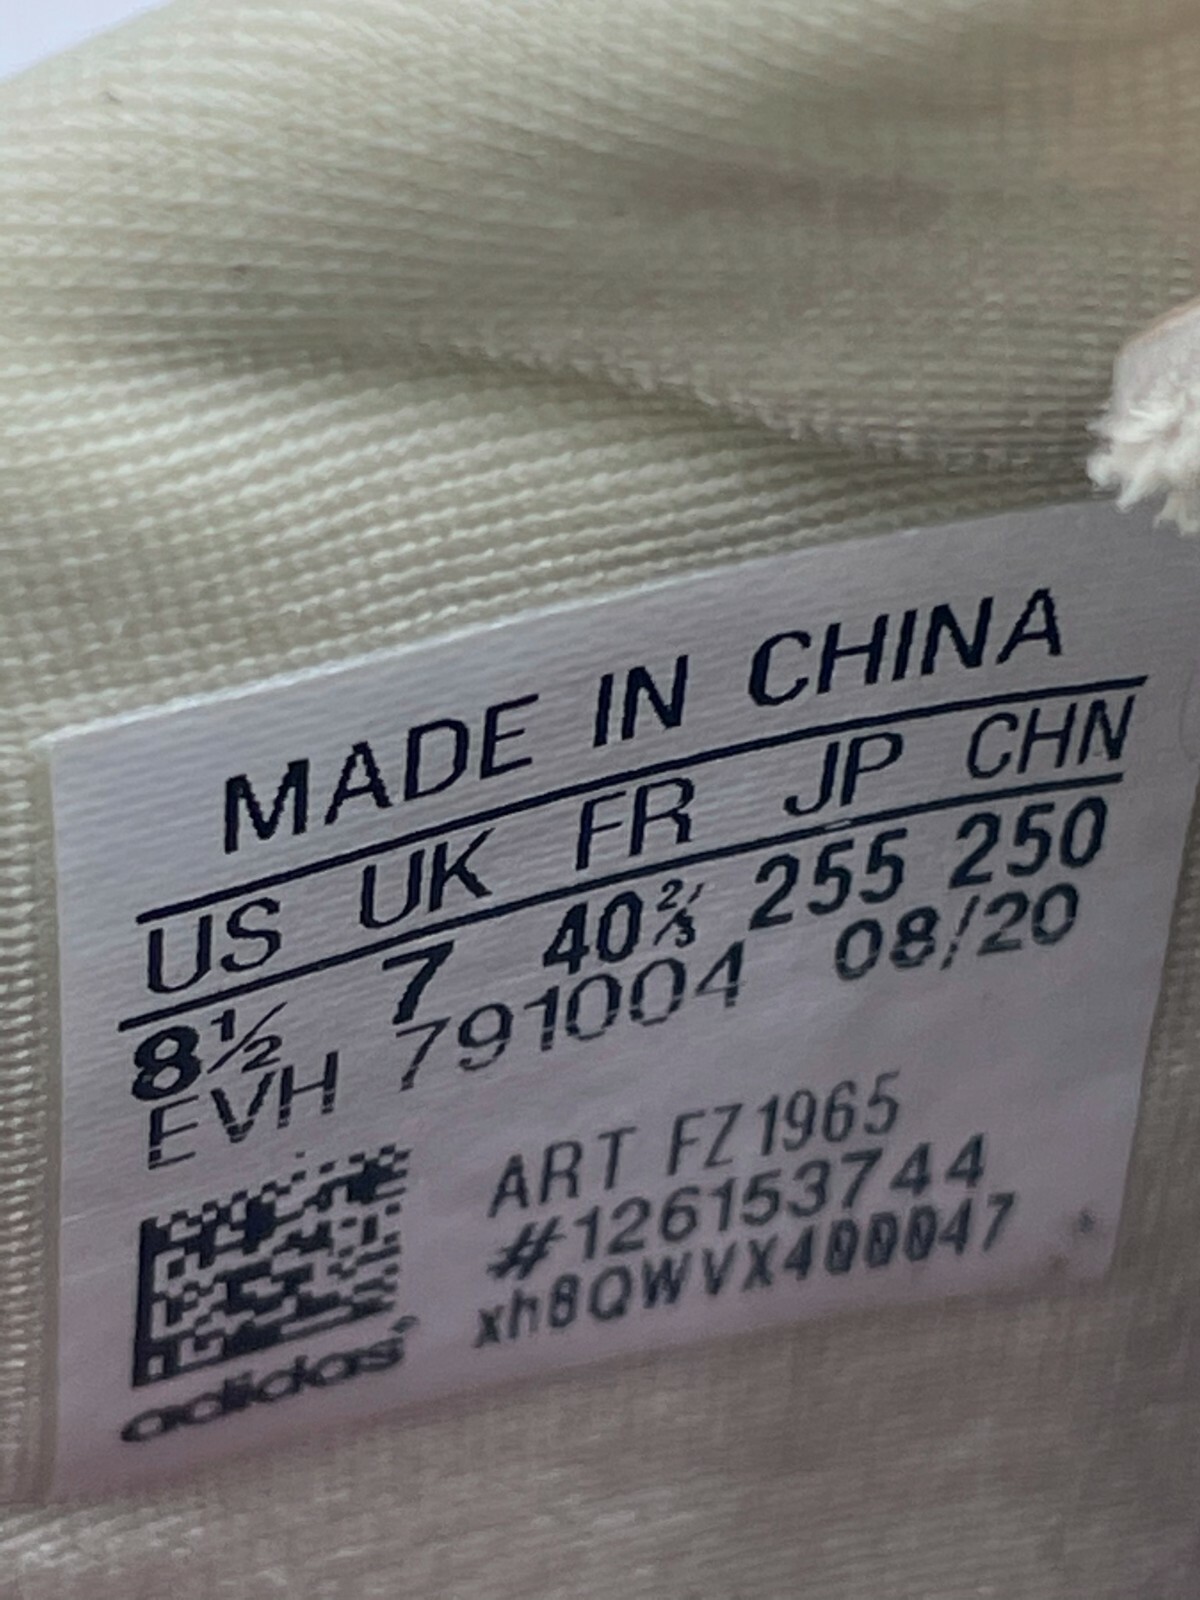 MADE IN CHINA
US UK FR JP CHN
8½ 7 40⅔ 255 250
EVH 791004 08/20
ART FZ1965
#126153744
xh8QWVX400047
adidas